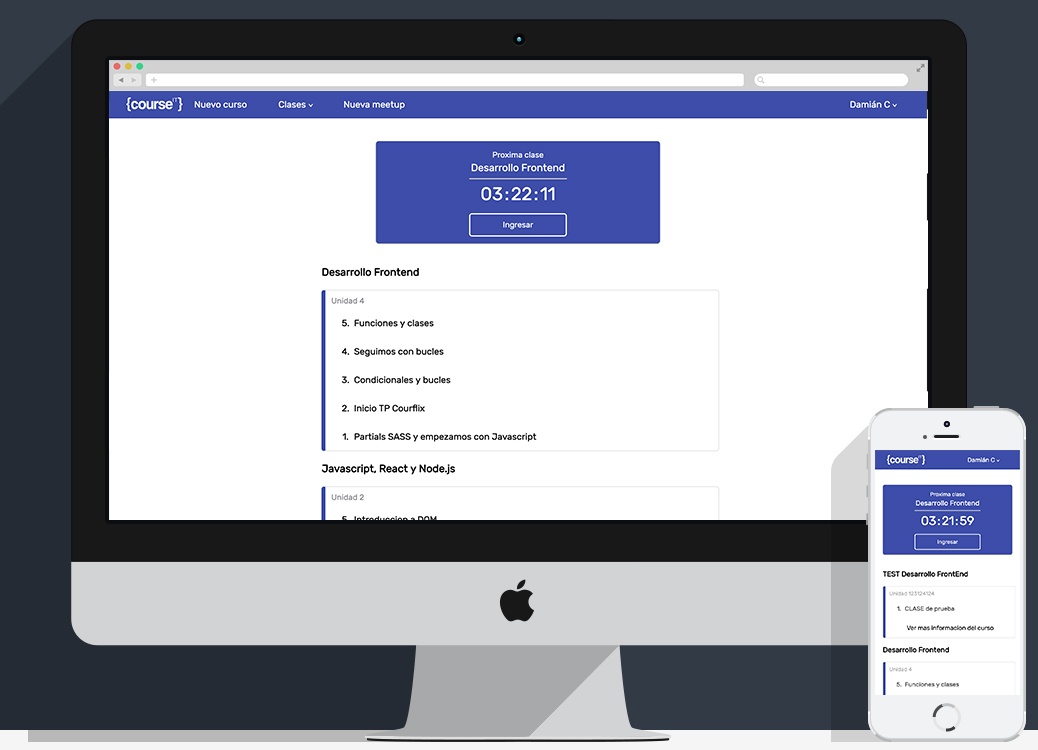 {courseIT} Nuevo curso Clases Nueva meetup Damián C
Proxima clase
Desarrollo Frontend
03:22:11
Ingresar
Desarrollo Frontend
Unidad 4
5. Funciones y clases
4. Seguimos con bucles
3. Condicionales y bucles
2. Inicio TP Courflix
1. Partials SASS y empezamos con Javascript
Javascript, React y Node.js
Unidad 2
5. Introduccion a DOM
{courseIT} Damián C
Proxima clase
Desarrollo Frontend
03:21:59
Ingresar
TEST Desarrollo FrontEnd
Unidad 123124124
1. CLASE de prueba
Ver mas informacion del curso
Desarrollo Frontend
Unidad 4
5. Funciones y clases